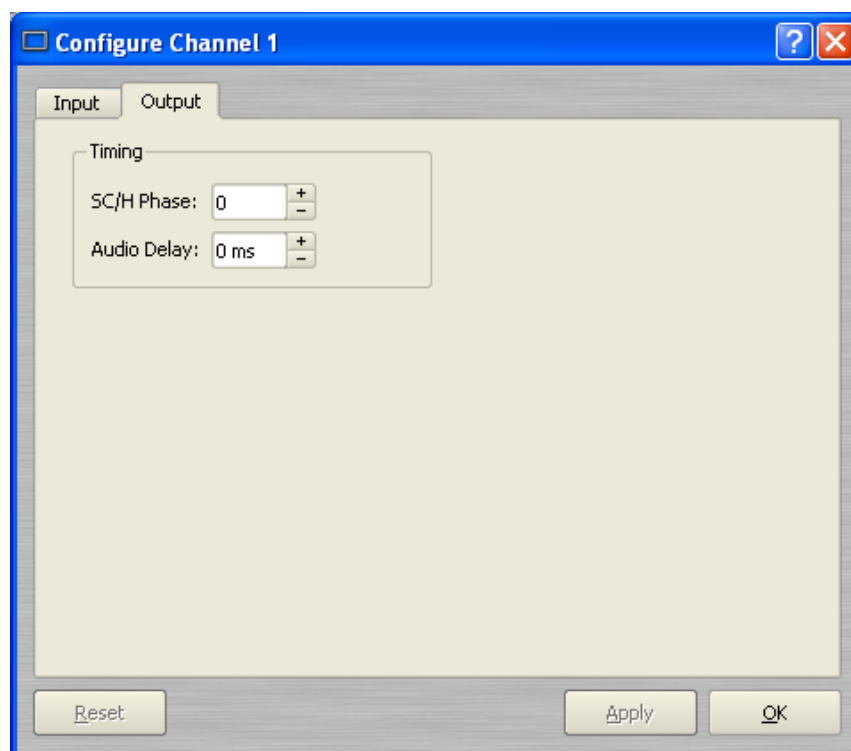 Configure Channel 1
Input Output
Timing
SC/H Phase: 0
Audio Delay: 0 ms
Reset Apply OK